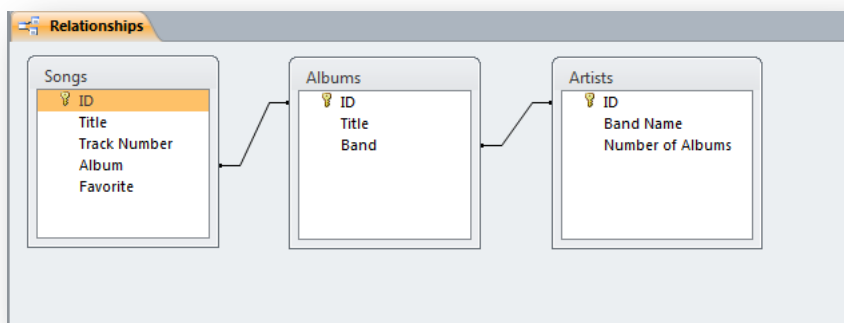 Relationships
Songs
ID
Title
Track Number
Album
Favorite
Albums
ID
Title
Band
Artists
ID
Band Name
Number of Albums